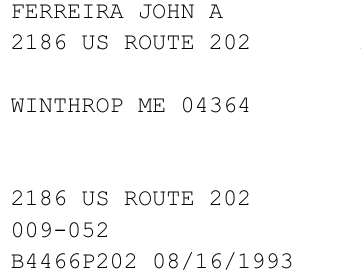 FERREIRA JOHN A
2186 US ROUTE 202
WINTHROP ME 04364
2186 US ROUTE 202
009-052
B4466P202 08/16/1993